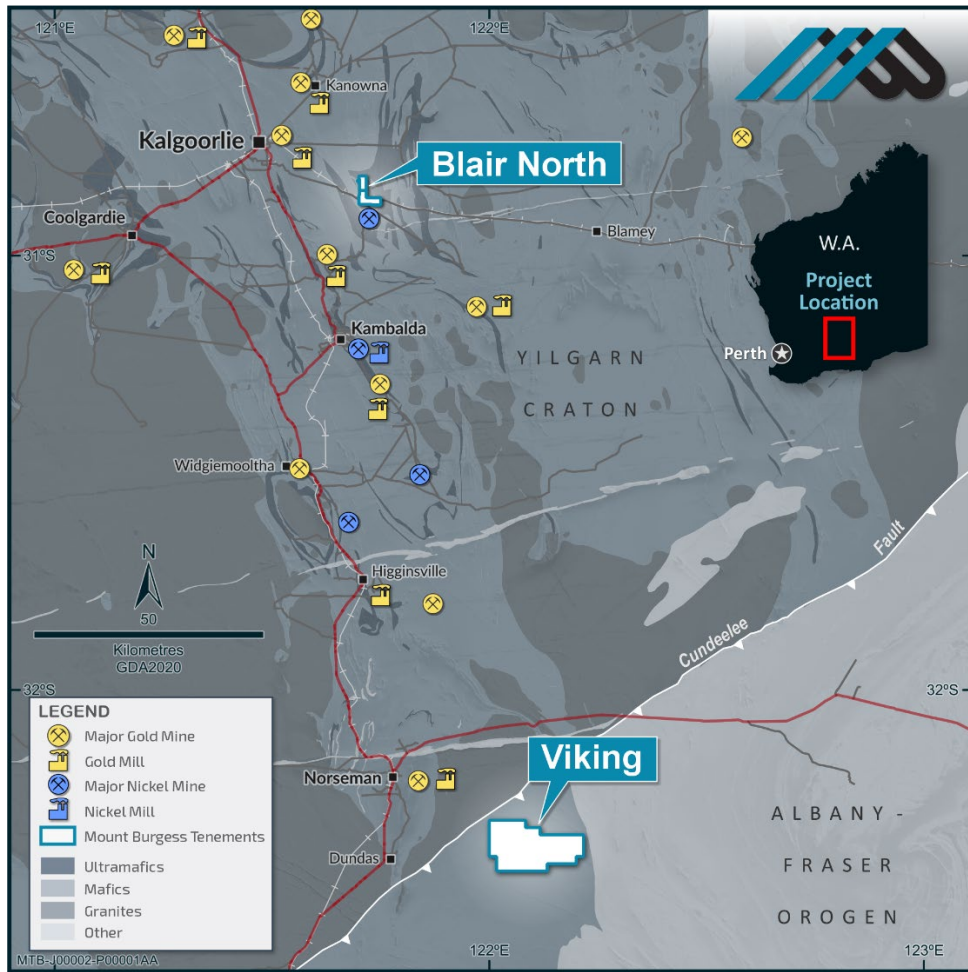 121°E
122°E
Kanowna
Kalgoorlie
Blair North
Coolgardie
Blamey
31°S
W.A.
Project
Location
Perth
Kambalda
YILGARN
CRATON
Widgiemooltha
Fault
N
Higginsville
50
Kilometres
GDA2020
Cundeelee
32°S
32°S
LEGEND
Major Gold Mine
Gold Mill
Major Nickel Mine
Nickel Mill
Mount Burgess Tenements
Ultramafics
Mafics
Granites
Other
Viking
Norseman
ALBANY -
FRASER
OROGEN
Dundas
MTB-J00002-P00001AA
122°E
123°E